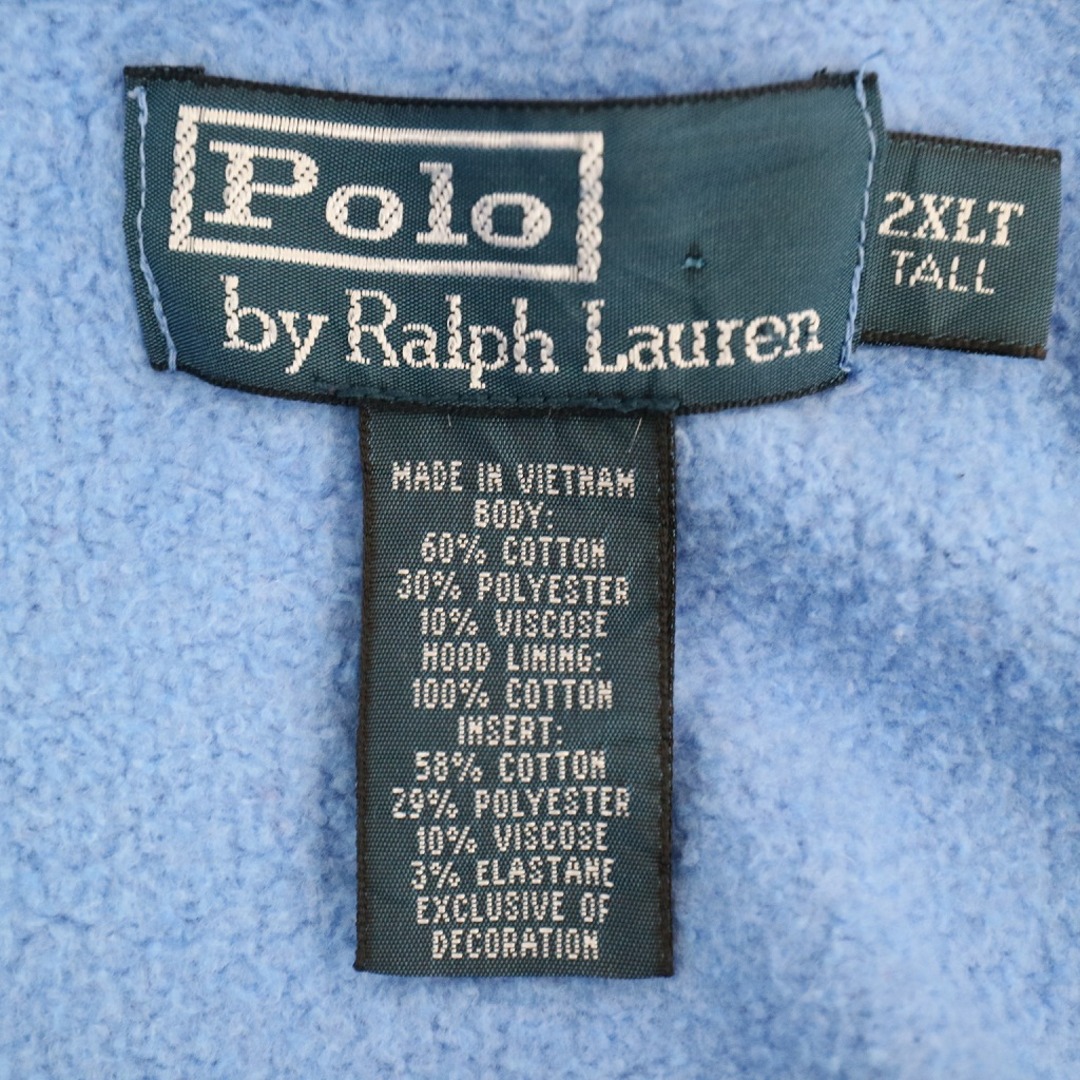 Polo
by Ralph Lauren
2XLT
TALL
MADE IN VIETNAM
BODY:
60% COTTON
30% POLYESTER
10% VISCOSE
HOOD LINING:
100% COTTON
INSERT:
58% COTTON
29% POLYESTER
10% VISCOSE
3% ELASTANE
EXCLUSIVE OF
DECORATION